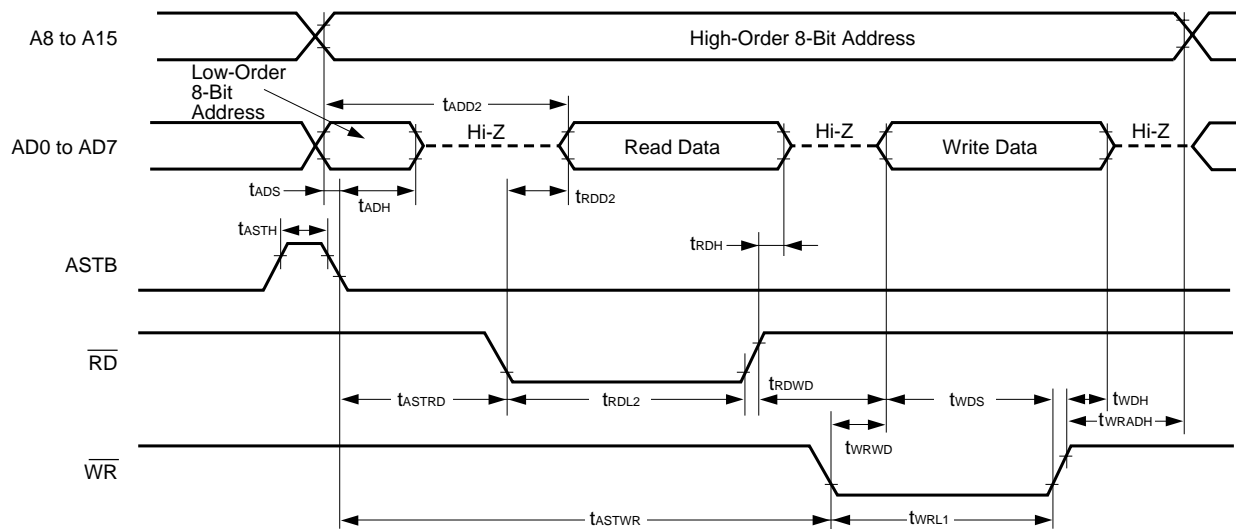 A8 to A15
High-Order 8-Bit Address
Low-Order
8-Bit
Address
tADD2
AD0 to AD7
Hi-Z
Read Data
Hi-Z
Write Data
Hi-Z
tADS
tADH
tRDD2
tASTH
tRDH
ASTB
RD
tASTRD
tRDL2
tRDWD
tWDS
tWDH
tWRADH
tWRWD
WR
tASTWR
tWRL1